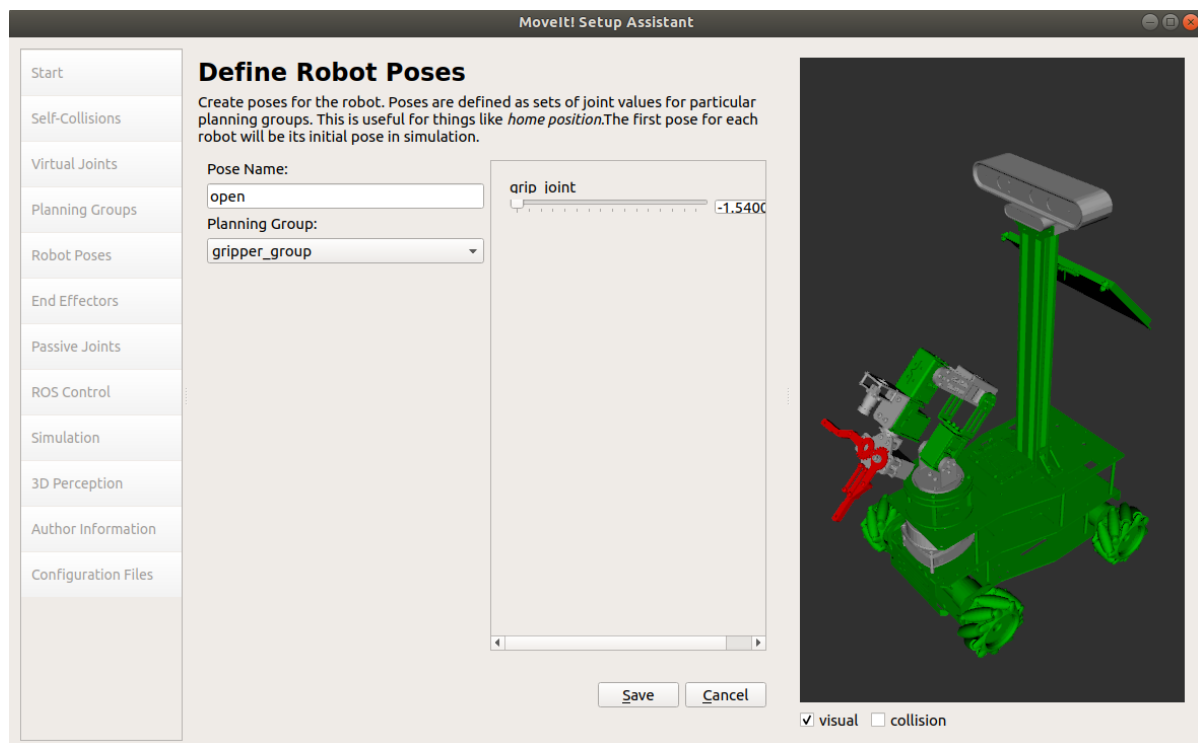 MoveIt! Setup Assistant
Start
Self-Collisions
Virtual Joints
Planning Groups
Robot Poses
End Effectors
Passive Joints
ROS Control
Simulation
3D Perception
Author Information
Configuration Files
Define Robot Poses
Create poses for the robot. Poses are defined as sets of joint values for particular
planning groups. This is useful for things like home position.The first pose for each
robot will be its initial pose in simulation.
Pose Name:
open
Planning Group:
gripper_group
grip_joint
-1.5400
Save
Cancel
visual
collision